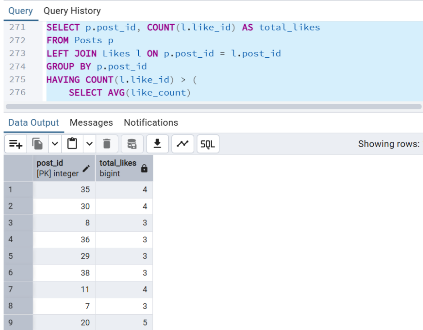 Query Query History
271 SELECT p.post_id, COUNT(l.like_id) AS total_likes
272 FROM Posts p
273 LEFT JOIN Likes l ON p.post_id = l.post_id
274 GROUP BY p.post_id
275 HAVING COUNT(l.like_id) > (
276 SELECT AVG(like_count)
Data Output Messages Notifications
SQL Showing rows:
post_id total_likes
[PK] integer bigint
1 35 4
2 30 4
3 8 3
4 36 3
5 29 3
6 38 3
7 11 4
8 7 3
9 20 5